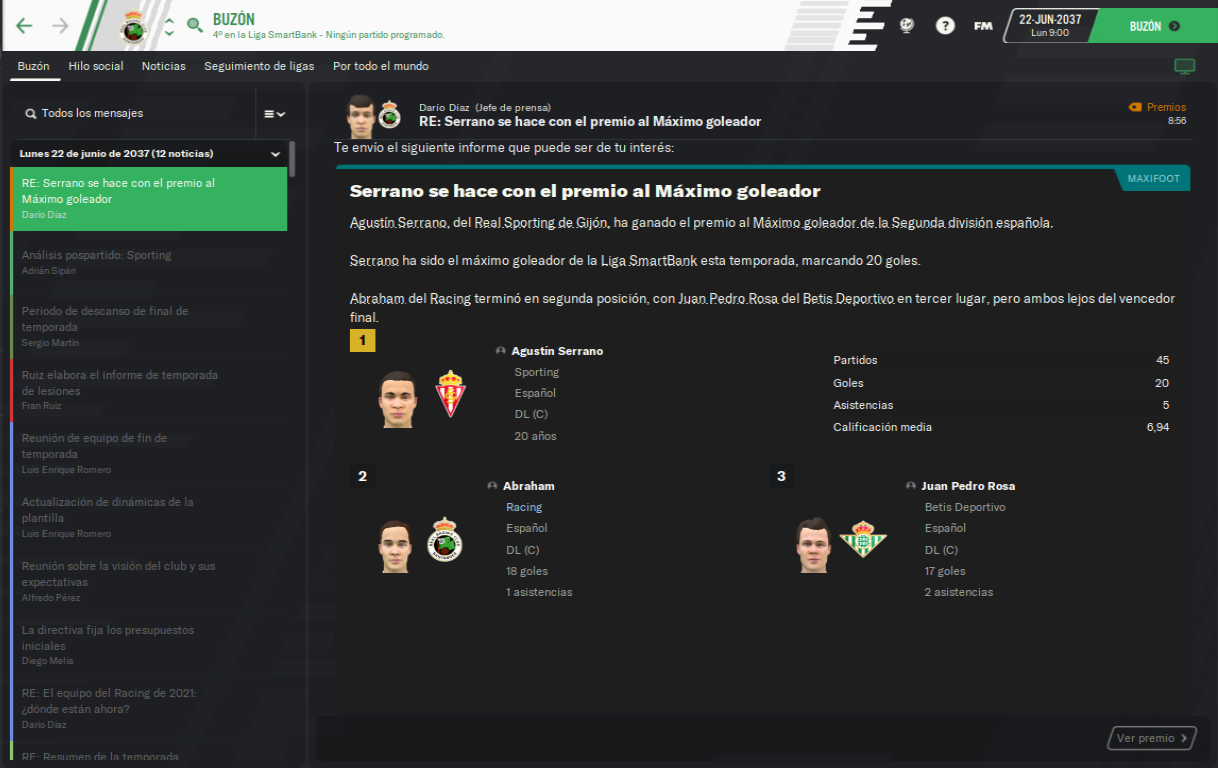 BUZÓN
4º en la Liga SmartBank - Ningún partido programado.
?
FM
22-JUN-2037
Lun 9:00
BUZÓN
Buzón
Hilo social
Noticias
Seguimiento de ligas
Por todo el mundo
Todos los mensajes
Lunes 22 de junio de 2037 (12 noticias)
RE: Serrano se hace con el premio al
Máximo goleador
Darío Díaz
Análisis pospartido: Sporting
Adrián Sipán
Periodo de descanso de final de
temporada
Sergio Martín
Ruiz elabora el informe de temporada
de lesiones
Fran Ruiz
Reunión de equipo de fin de
temporada
Luis Enrique Romero
Actualización de dinámicas de la
plantilla
Luis Enrique Romero
Reunión sobre la visión del club y sus
expectativas
Alfredo Pérez
La directiva fija los presupuestos
iniciales
Diego Melia
RE: El equipo del Racing de 2021:
¿dónde están ahora?
Darío Díaz
RE: Resumen de la temporada
Darío Díaz (Jefe de prensa)
RE: Serrano se hace con el premio al Máximo goleador
Premios
8:56
Te envío el siguiente informe que puede ser de tu interés:
MAXIFOOT
Serrano se hace con el premio al Máximo goleador
Agustín Serrano, del Real Sporting de Gijón, ha ganado el premio al Máximo goleador de la Segunda división española.
Serrano ha sido el máximo goleador de la Liga SmartBank esta temporada, marcando 20 goles.
Abraham del Racing terminó en segunda posición, con Juan Pedro Rosa del Betis Deportivo en tercer lugar, pero ambos lejos del vencedor
final.
1
Agustín Serrano
Sporting
Español
DL (C)
20 años
Partidos 45
Goles 20
Asistencias 5
Calificación media 6,94
2
Abraham
Racing
Español
DL (C)
18 goles
1 asistencias
3
Juan Pedro Rosa
Betis Deportivo
Español
DL (C)
17 goles
2 asistencias
Ver premio